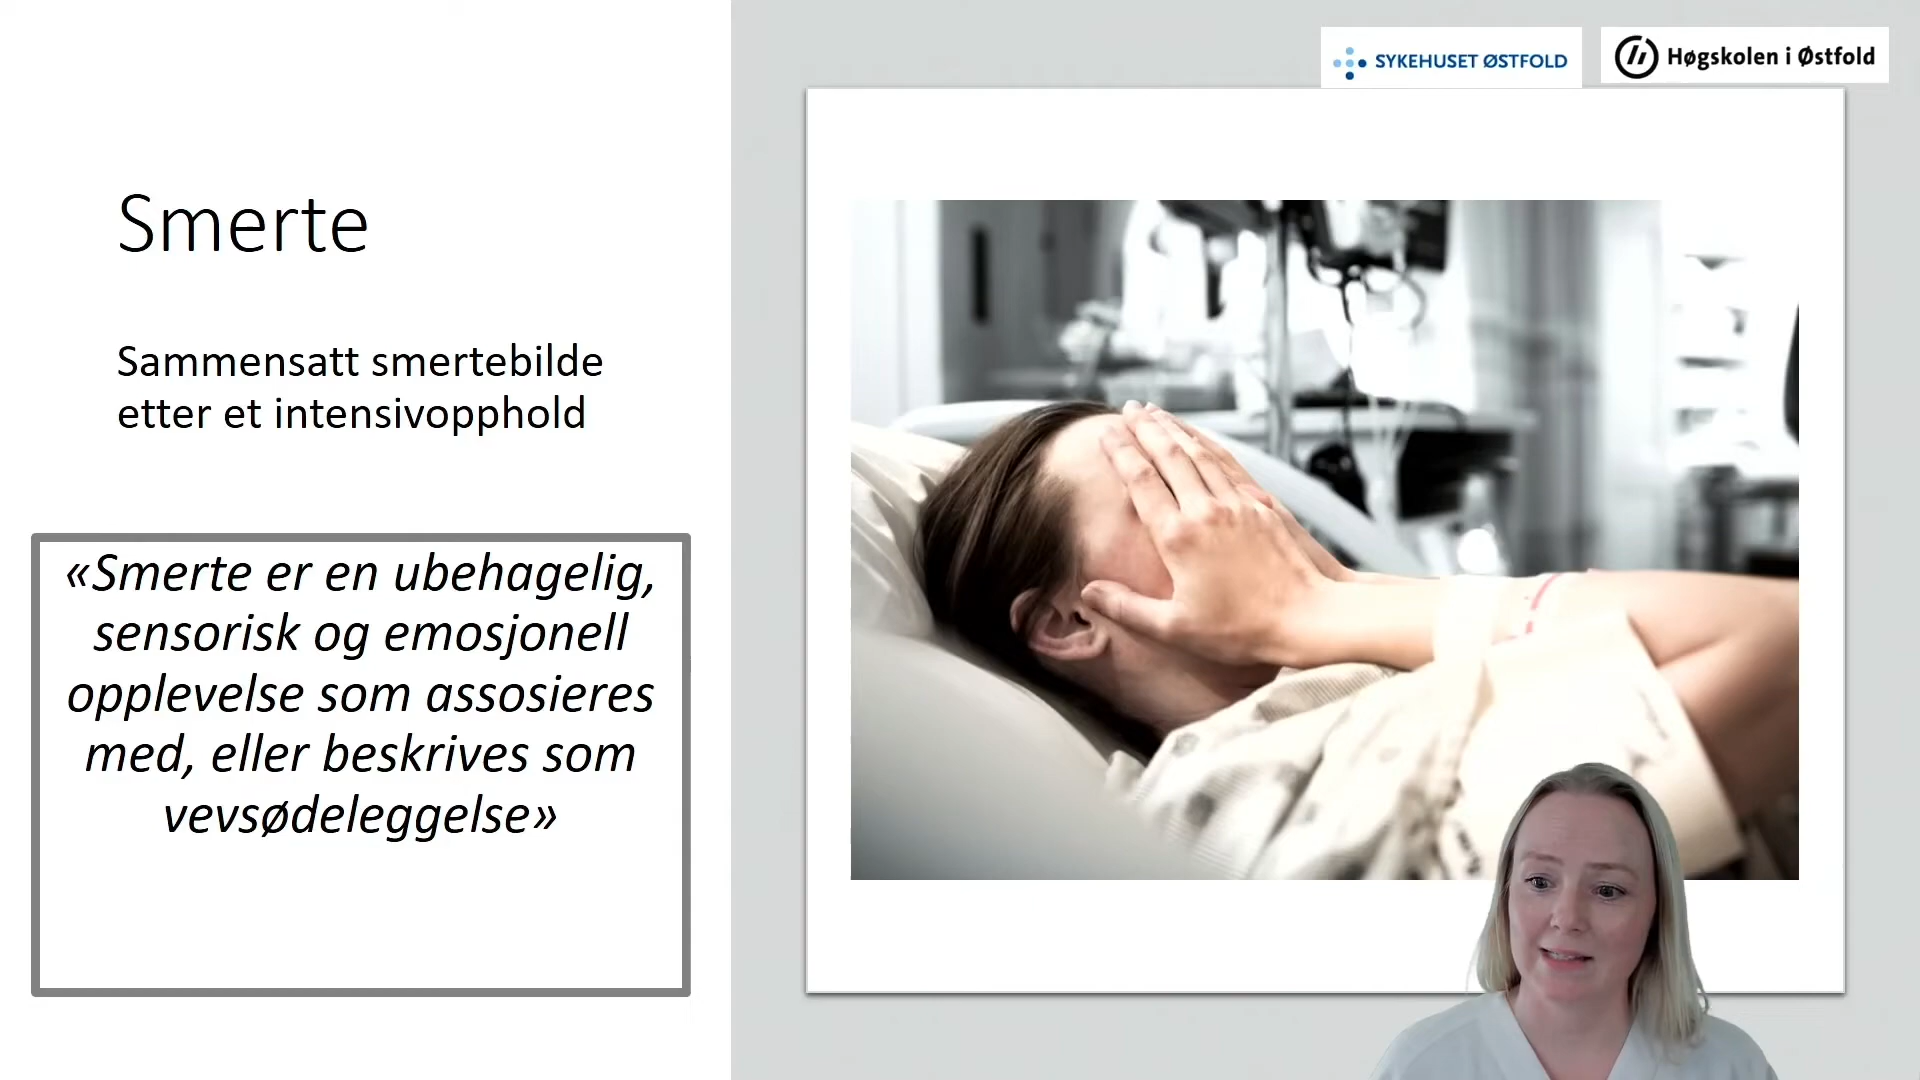 SYKEHUSET ØSTFOLD
Høgskolen i Østfold
Smerte
Sammensatt smertebilde
etter et intensivopphold
«Smerte er en ubehagelig,
sensorisk og emosjonell
opplevelse som assosieres
med, eller beskrives som
vevsødeleggelse»